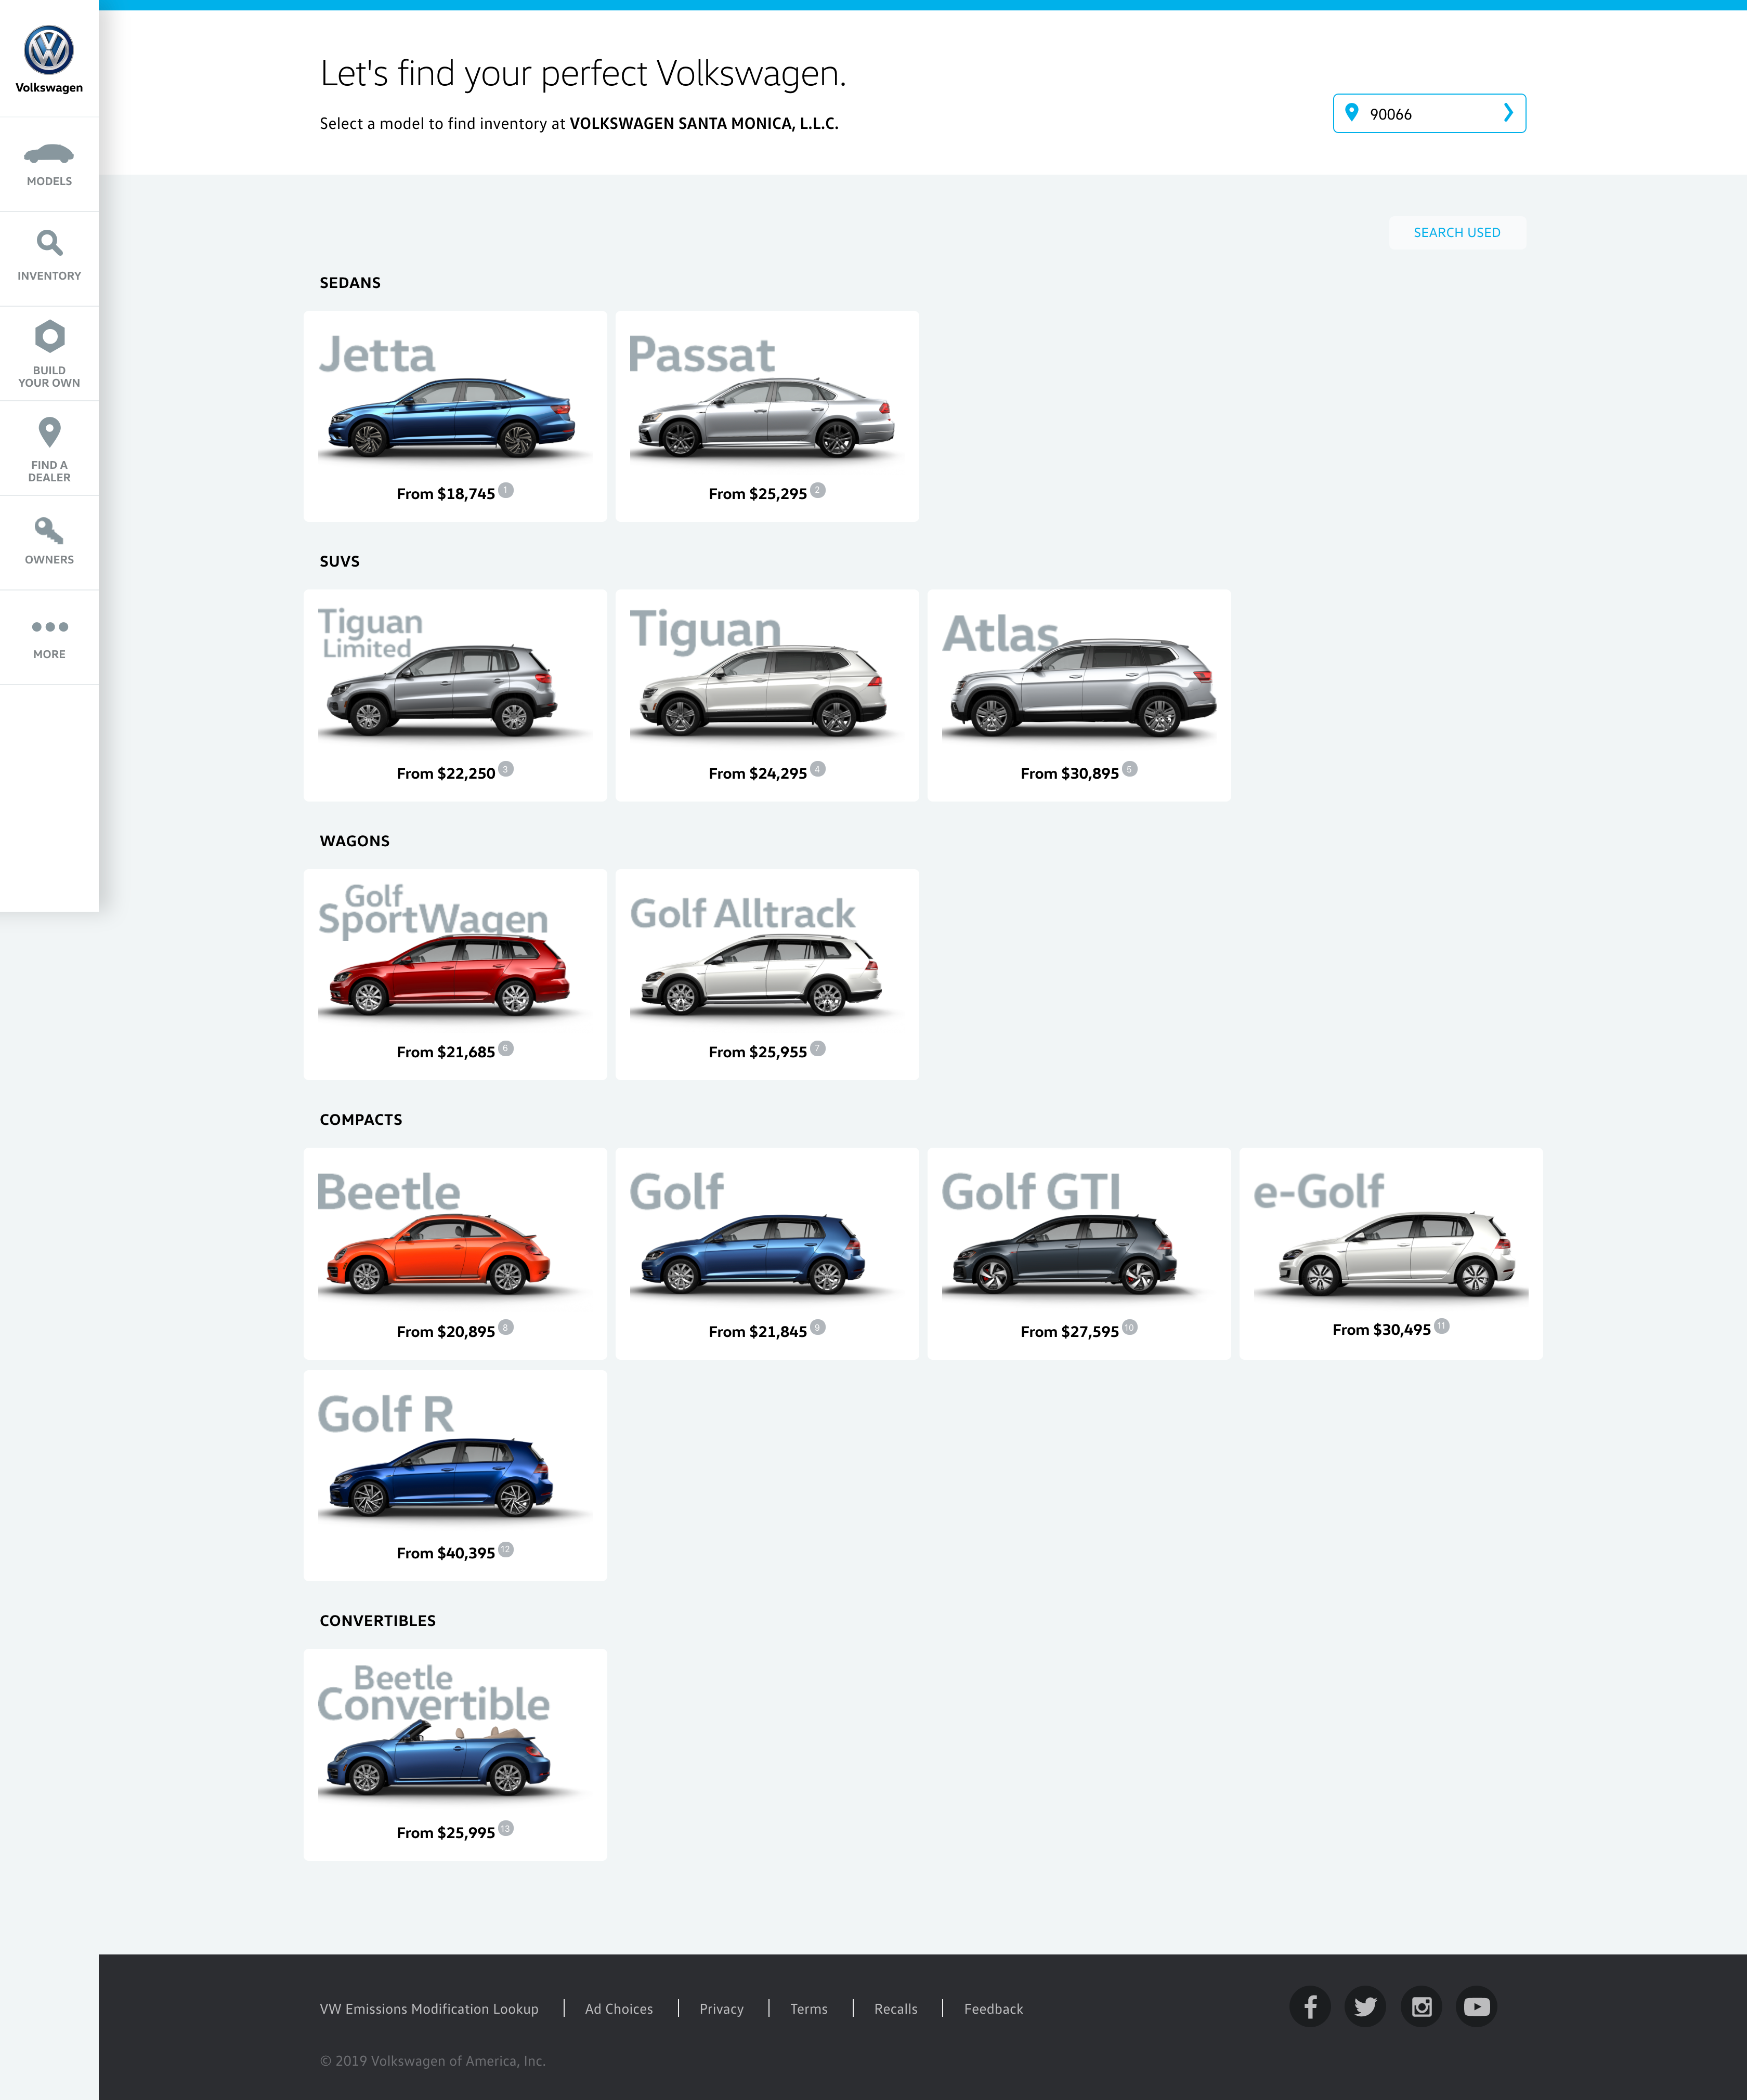 Volkswagen
MODELS
INVENTORY
BUILD
YOUR OWN
FIND A
DEALER
OWNERS
MORE
Let's find your perfect Volkswagen.
Select a model to find inventory at VOLKSWAGEN SANTA MONICA, L.L.C.
90066
SEARCH USED
SEDANS
Jetta
From $18,745 1
Passat
From $25,295 2
SUVS
Tiguan
Limited
From $22,250 3
Tiguan
From $24,295 4
Atlas
From $30,895 5
WAGONS
Golf
SportWagen
From $21,685 6
Golf Alltrack
From $25,955 7
COMPACTS
Beetle
From $20,895 8
Golf
From $21,845 9
Golf GTI
From $27,595 10
e-Golf
From $30,495 11
Golf R
From $40,395 12
CONVERTIBLES
Beetle
Convertible
From $25,995 13
VW Emissions Modification Lookup
Ad Choices
Privacy
Terms
Recalls
Feedback
© 2019 Volkswagen of America, Inc.